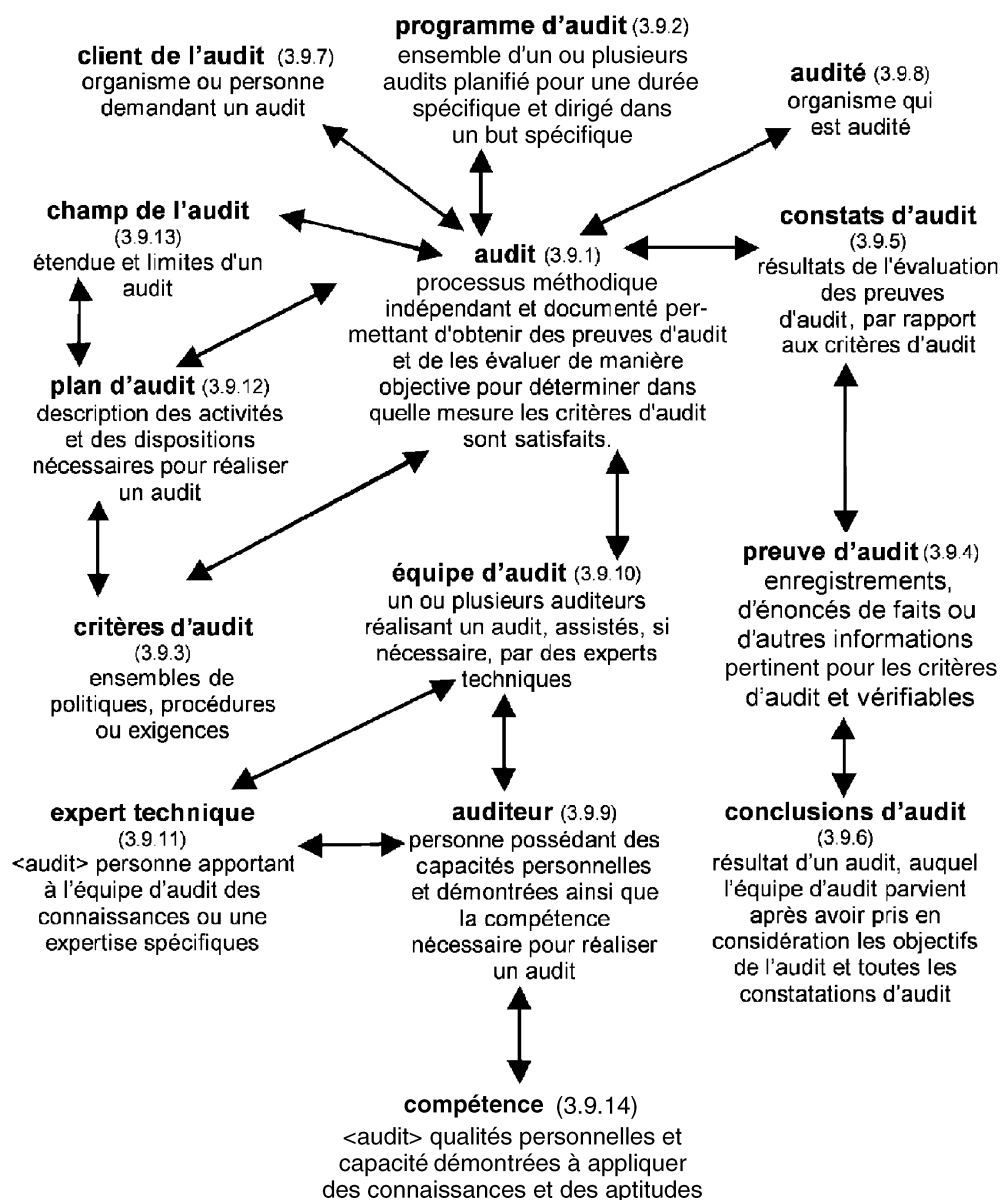 programme d'audit (3.9.2)
ensemble d'un ou plusieurs
audits planifié pour une durée
spécifique et dirigé dans
un but spécifique
client de l'audit (3.9.7)
organisme ou personne
demandant un audit
audité (3.9.8)
organisme qui
est audité
champ de l'audit
(3.9.13)
étendue et limites d'un
audit
audit (3.9.1)
processus méthodique
indépendant et documenté per-
mettant d'obtenir des preuves d'audit
et de les évaluer de manière
objective pour déterminer dans
quelle mesure les critères d'audit
sont satisfaits.
constats d'audit
(3.9.5)
résultats de l'évaluation
des preuves
d'audit, par rapport
aux critères d'audit
plan d'audit (3.9.12)
description des activités
et des dispositions
nécessaires pour réaliser
un audit
critères d'audit
(3.9.3)
ensembles de
politiques, procédures
ou exigences
équipe d'audit (3.9.10)
un ou plusieurs auditeurs
réalisant un audit, assistés, si
nécessaire, par des experts
techniques
preuve d'audit (3.9.4)
enregistrements,
d'énoncés de faits ou
d'autres informations
pertinent pour les critères
d'audit et vérifiables
expert technique
(3.9.11)
<audit> personne apportant
à l'équipe d'audit des
connaissances ou une
expertise spécifiques
auditeur (3.9.9)
personne possédant des
capacités personnelles
et démontrées ainsi que
la compétence
nécessaire pour réaliser
un audit
conclusions d'audit
(3.9.6)
résultat d'un audit, auquel
l'équipe d'audit parvient
après avoir pris en
considération les objectifs
de l'audit et toutes les
constatations d'audit
compétence (3.9.14)
<audit> qualités personnelles et
capacité démontrées à appliquer
des connaissances et des aptitudes